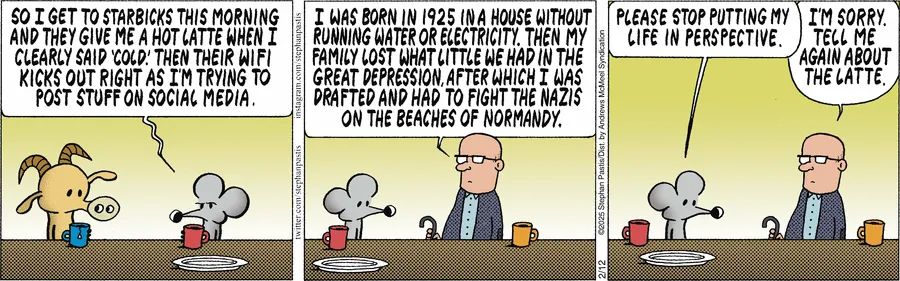 SO I GET TO STARBICKS THIS MORNING
AND THEY GIVE ME A HOT LATTE WHEN I
CLEARLY SAID 'COLD.' THEN THEIR WIFI
KICKS OUT RIGHT AS I'M TRYING TO
POST STUFF ON SOCIAL MEDIA.
twitter.com/stephanpastis instagram.com/stephanpastis
I WAS BORN IN 1925 IN A HOUSE WITHOUT
RUNNING WATER OR ELECTRICITY. THEN MY
FAMILY LOST WHAT LITTLE WE HAD IN THE
GREAT DEPRESSION, AFTER WHICH I WAS
DRAFTED AND HAD TO FIGHT THE NAZIS
ON THE BEACHES OF NORMANDY.
©2025 Stephan Pastis/Dist. by Andrews McMeel Syndication
2/12
PLEASE STOP PUTTING MY
LIFE IN PERSPECTIVE.
I'M SORRY.
TELL ME
AGAIN ABOUT
THE LATTE.